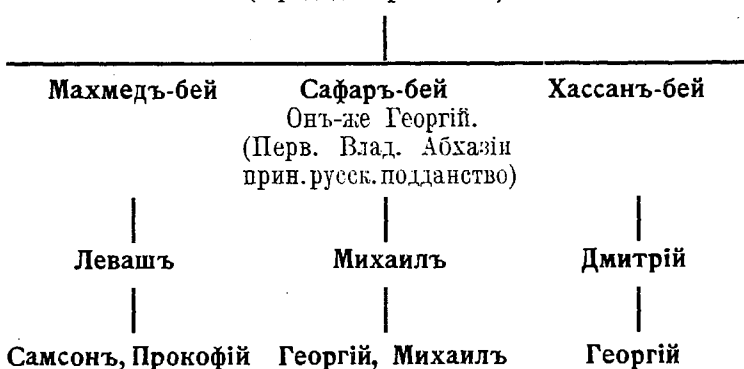 Махмедъ-бей Сафаръ-бей Хассанъ-бей
Онъ-же Георгій.
(Перв. Влад. Абхазіи
прин. русск. подданство)
Левашъ Михаилъ Дмитрій
Самсонъ, Прокофій Георгій, Михаилъ Георгій